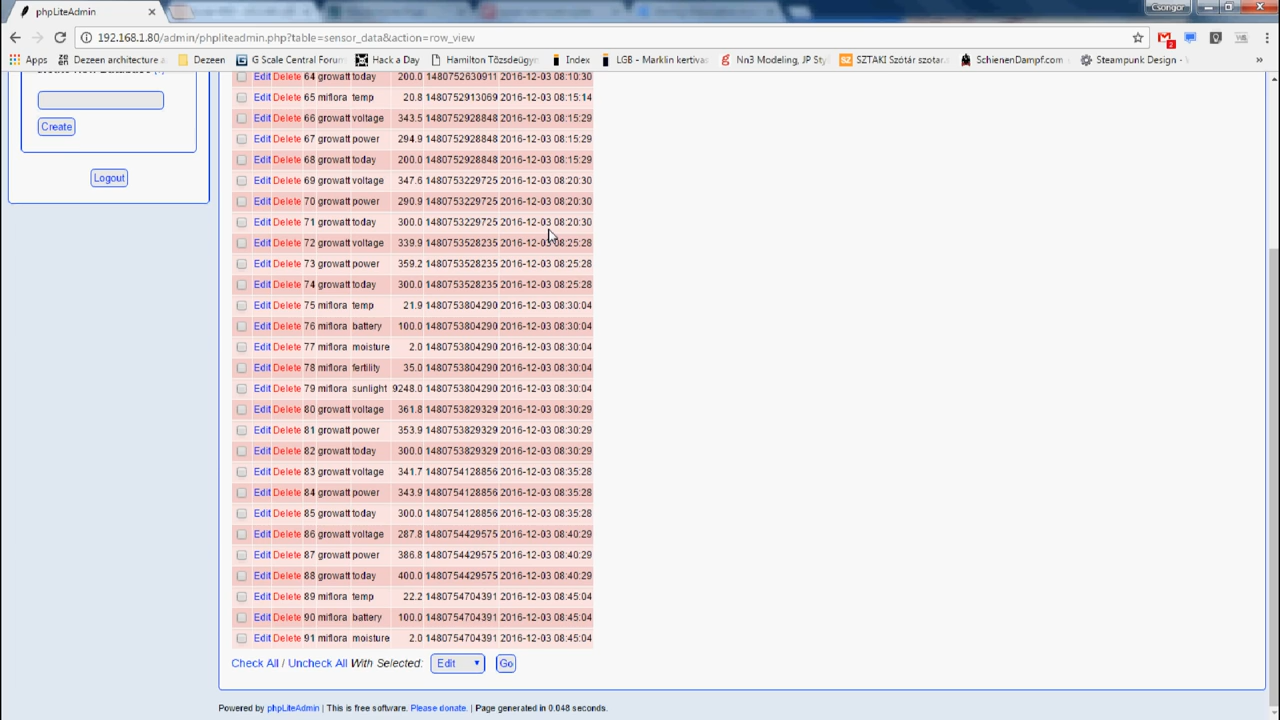 phpLiteAdmin
Csongor
192.168.1.80/admin/phpliteadmin.php?table=sensor_data&action=row_view
2
Apps Dezeen architecture Dezeen G Scale Central Forum Hack a Day Hamilton Tőzsdeügyn Index LGB - Marklin kertivas Nn3 Modeling, JP Sty SZ SZTAKI Szótár szótár SchienenDampf.com Steampunk Design - »
Create
Logout
Edit Delete 64 growatt today 200.0 1480752630911 2016-12-03 08:10:30
Edit Delete 65 miflora temp 20.8 1480752913069 2016-12-03 08:15:14
Edit Delete 66 growatt voltage 343.5 1480752928848 2016-12-03 08:15:29
Edit Delete 67 growatt power 294.9 1480752928848 2016-12-03 08:15:29
Edit Delete 68 growatt today 200.0 1480752928848 2016-12-03 08:15:29
Edit Delete 69 growatt voltage 347.6 1480753229725 2016-12-03 08:20:30
Edit Delete 70 growatt power 290.9 1480753229725 2016-12-03 08:20:30
Edit Delete 71 growatt today 300.0 1480753229725 2016-12-03 08:20:30
Edit Delete 72 growatt voltage 339.9 1480753528235 2016-12-03 08:25:28
Edit Delete 73 growatt power 359.2 1480753528235 2016-12-03 08:25:28
Edit Delete 74 growatt today 300.0 1480753528235 2016-12-03 08:25:28
Edit Delete 75 miflora temp 21.9 1480753804290 2016-12-03 08:30:04
Edit Delete 76 miflora battery 100.0 1480753804290 2016-12-03 08:30:04
Edit Delete 77 miflora moisture 2.0 1480753804290 2016-12-03 08:30:04
Edit Delete 78 miflora fertility 35.0 1480753804290 2016-12-03 08:30:04
Edit Delete 79 miflora sunlight 9248.0 1480753804290 2016-12-03 08:30:04
Edit Delete 80 growatt voltage 361.8 1480753829329 2016-12-03 08:30:29
Edit Delete 81 growatt power 353.9 1480753829329 2016-12-03 08:30:29
Edit Delete 82 growatt today 300.0 1480753829329 2016-12-03 08:30:29
Edit Delete 83 growatt voltage 341.7 1480754128856 2016-12-03 08:35:28
Edit Delete 84 growatt power 343.9 1480754128856 2016-12-03 08:35:28
Edit Delete 85 growatt today 300.0 1480754128856 2016-12-03 08:35:28
Edit Delete 86 growatt voltage 287.8 1480754429575 2016-12-03 08:40:29
Edit Delete 87 growatt power 386.8 1480754429575 2016-12-03 08:40:29
Edit Delete 88 growatt today 400.0 1480754429575 2016-12-03 08:40:29
Edit Delete 89 miflora temp 22.2 1480754704391 2016-12-03 08:45:04
Edit Delete 90 miflora battery 100.0 1480754704391 2016-12-03 08:45:04
Edit Delete 91 miflora moisture 2.0 1480754704391 2016-12-03 08:45:04
Check All / Uncheck All With Selected: Edit Go
Powered by phpLiteAdmin | This is free software. Please donate. | Page generated in 0.048 seconds.